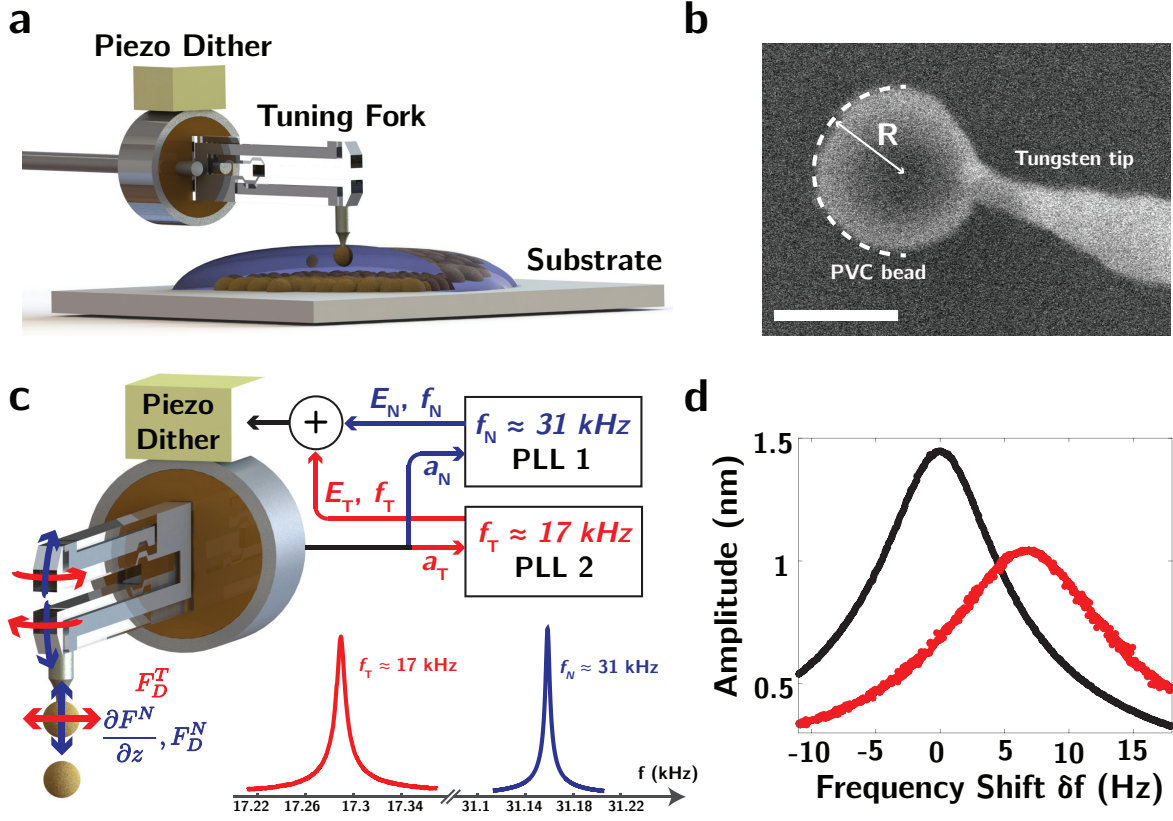 a
Piezo Dither
Tuning Fork
Substrate
b
R
Tungsten tip
PVC bead
c
Piezo
Dither
+
E_N, f_N
f_N ≈ 31 kHz
PLL 1
a_N
E_T, f_T
f_T ≈ 17 kHz
PLL 2
a_T
F_D^T
∂F^N/∂z, F_D^N
f_T ≈ 17 kHz
f_N ≈ 31 kHz
f (kHz)
17.22 17.26 17.3 17.34 31.1 31.14 31.18 31.22
d
Amplitude (nm)
1.5
1
0.5
-10 -5 0 5 10 15
Frequency Shift δf (Hz)